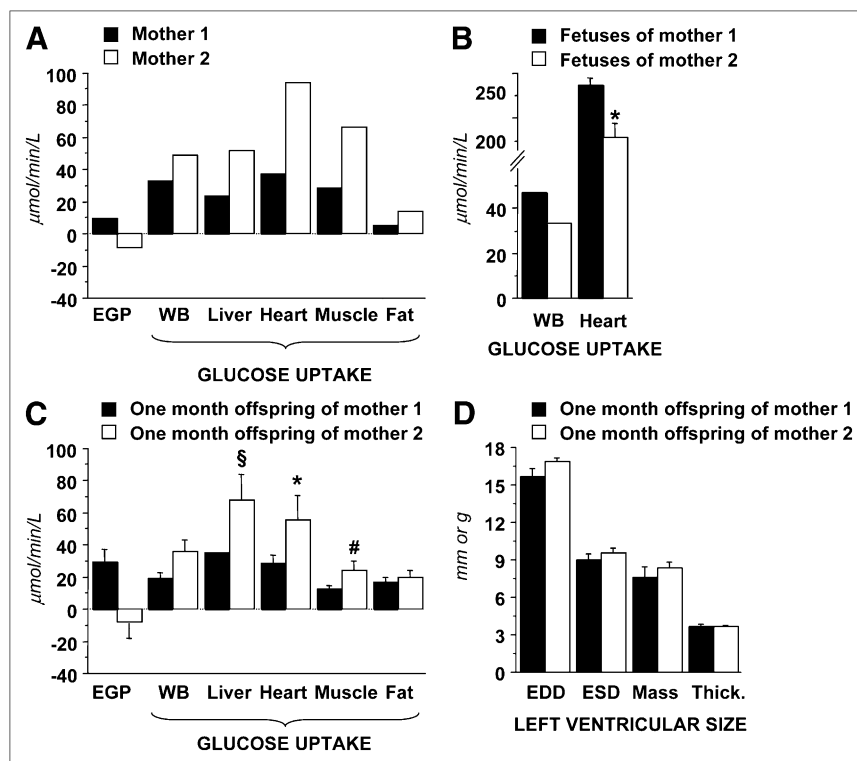 A
Mother 1
Mother 2
100
80
60
40
20
0
-20
-40
μmol/min/L
EGP WB Liver Heart Muscle Fat
GLUCOSE UPTAKE
B
Fetuses of mother 1
Fetuses of mother 2
250
200
40
20
0
μmol/min/L
*
WB Heart
GLUCOSE UPTAKE
C
One month offspring of mother 1
One month offspring of mother 2
100
80
60
40
20
0
-20
-40
μmol/min/L
§
*
#
EGP WB Liver Heart Muscle Fat
GLUCOSE UPTAKE
D
One month offspring of mother 1
One month offspring of mother 2
18
15
12
9
6
3
0
mm or g
EDD ESD Mass Thick.
LEFT VENTRICULAR SIZE